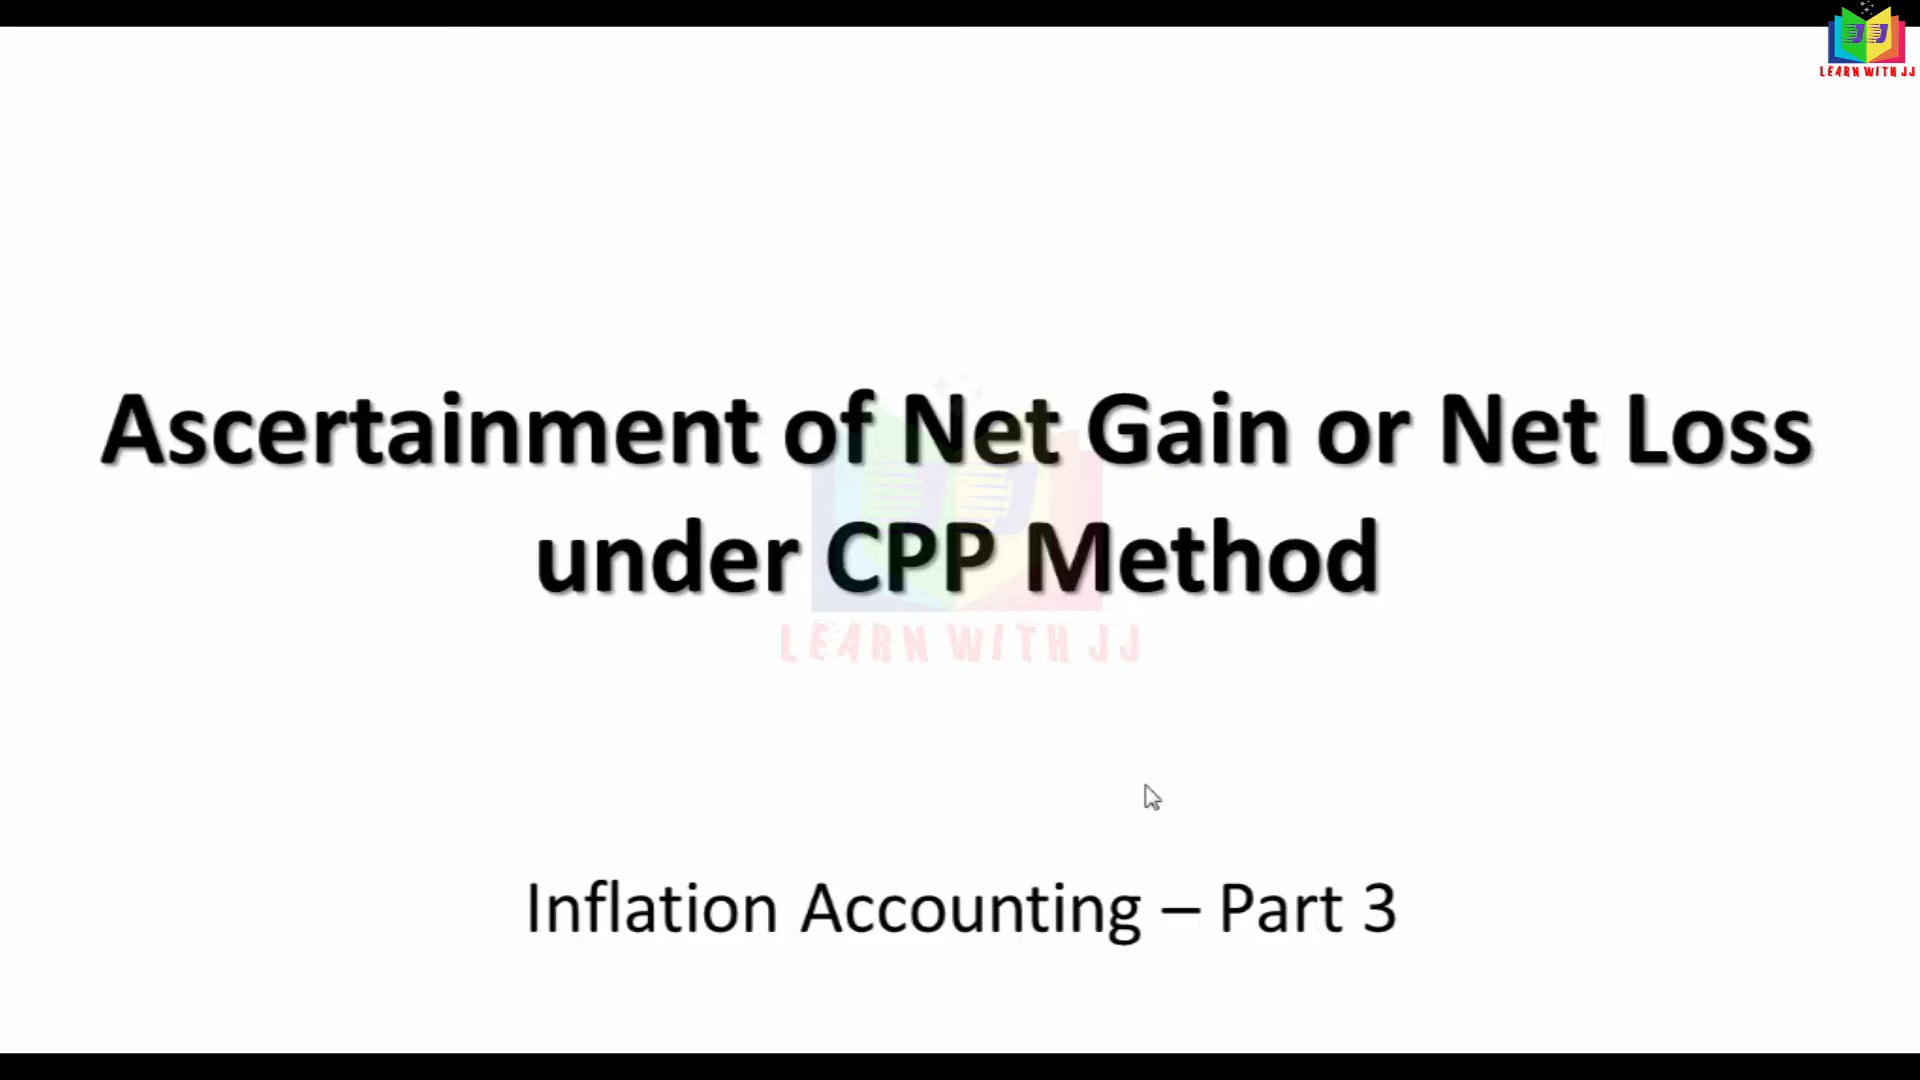 LEARN WITH JJ
Ascertainment of Net Gain or Net Loss
under CPP Method
LEARN WITH JJ
Inflation Accounting – Part 3